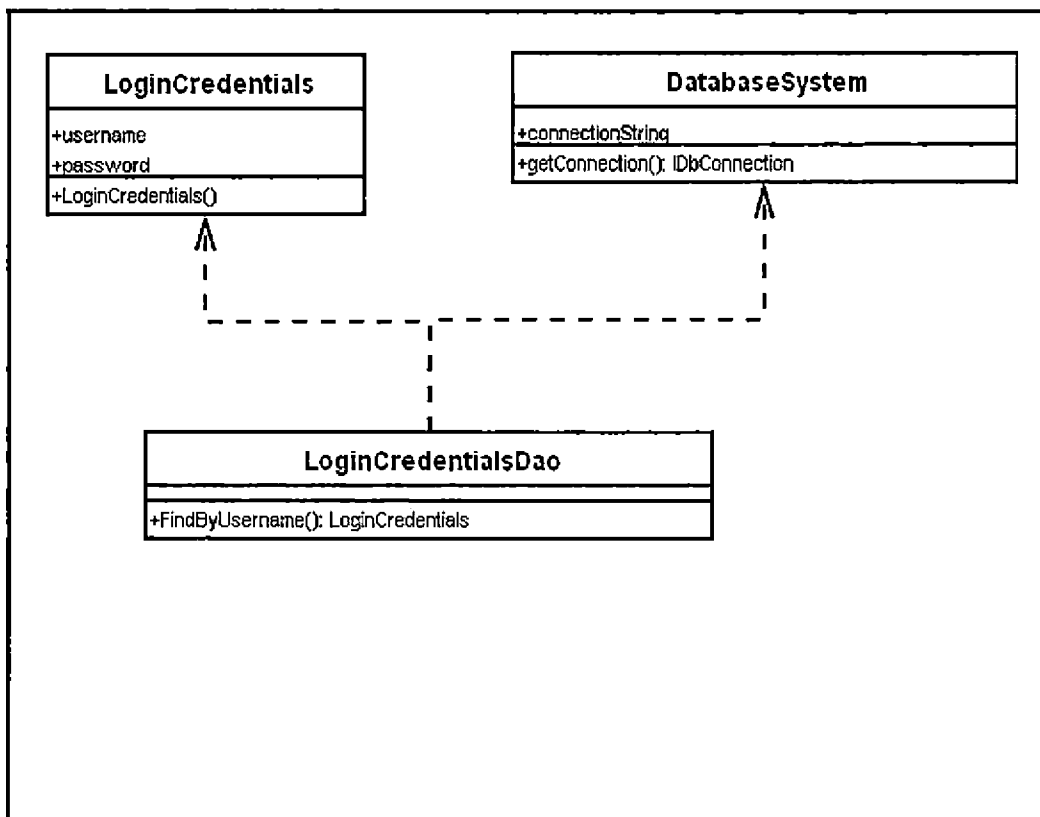 LoginCredentials
+username
+password
+LoginCredentials()
DatabaseSystem
+connectionString
+getConnection(): IDbConnection
LoginCredentialsDao
+FindByUsername(): LoginCredentials